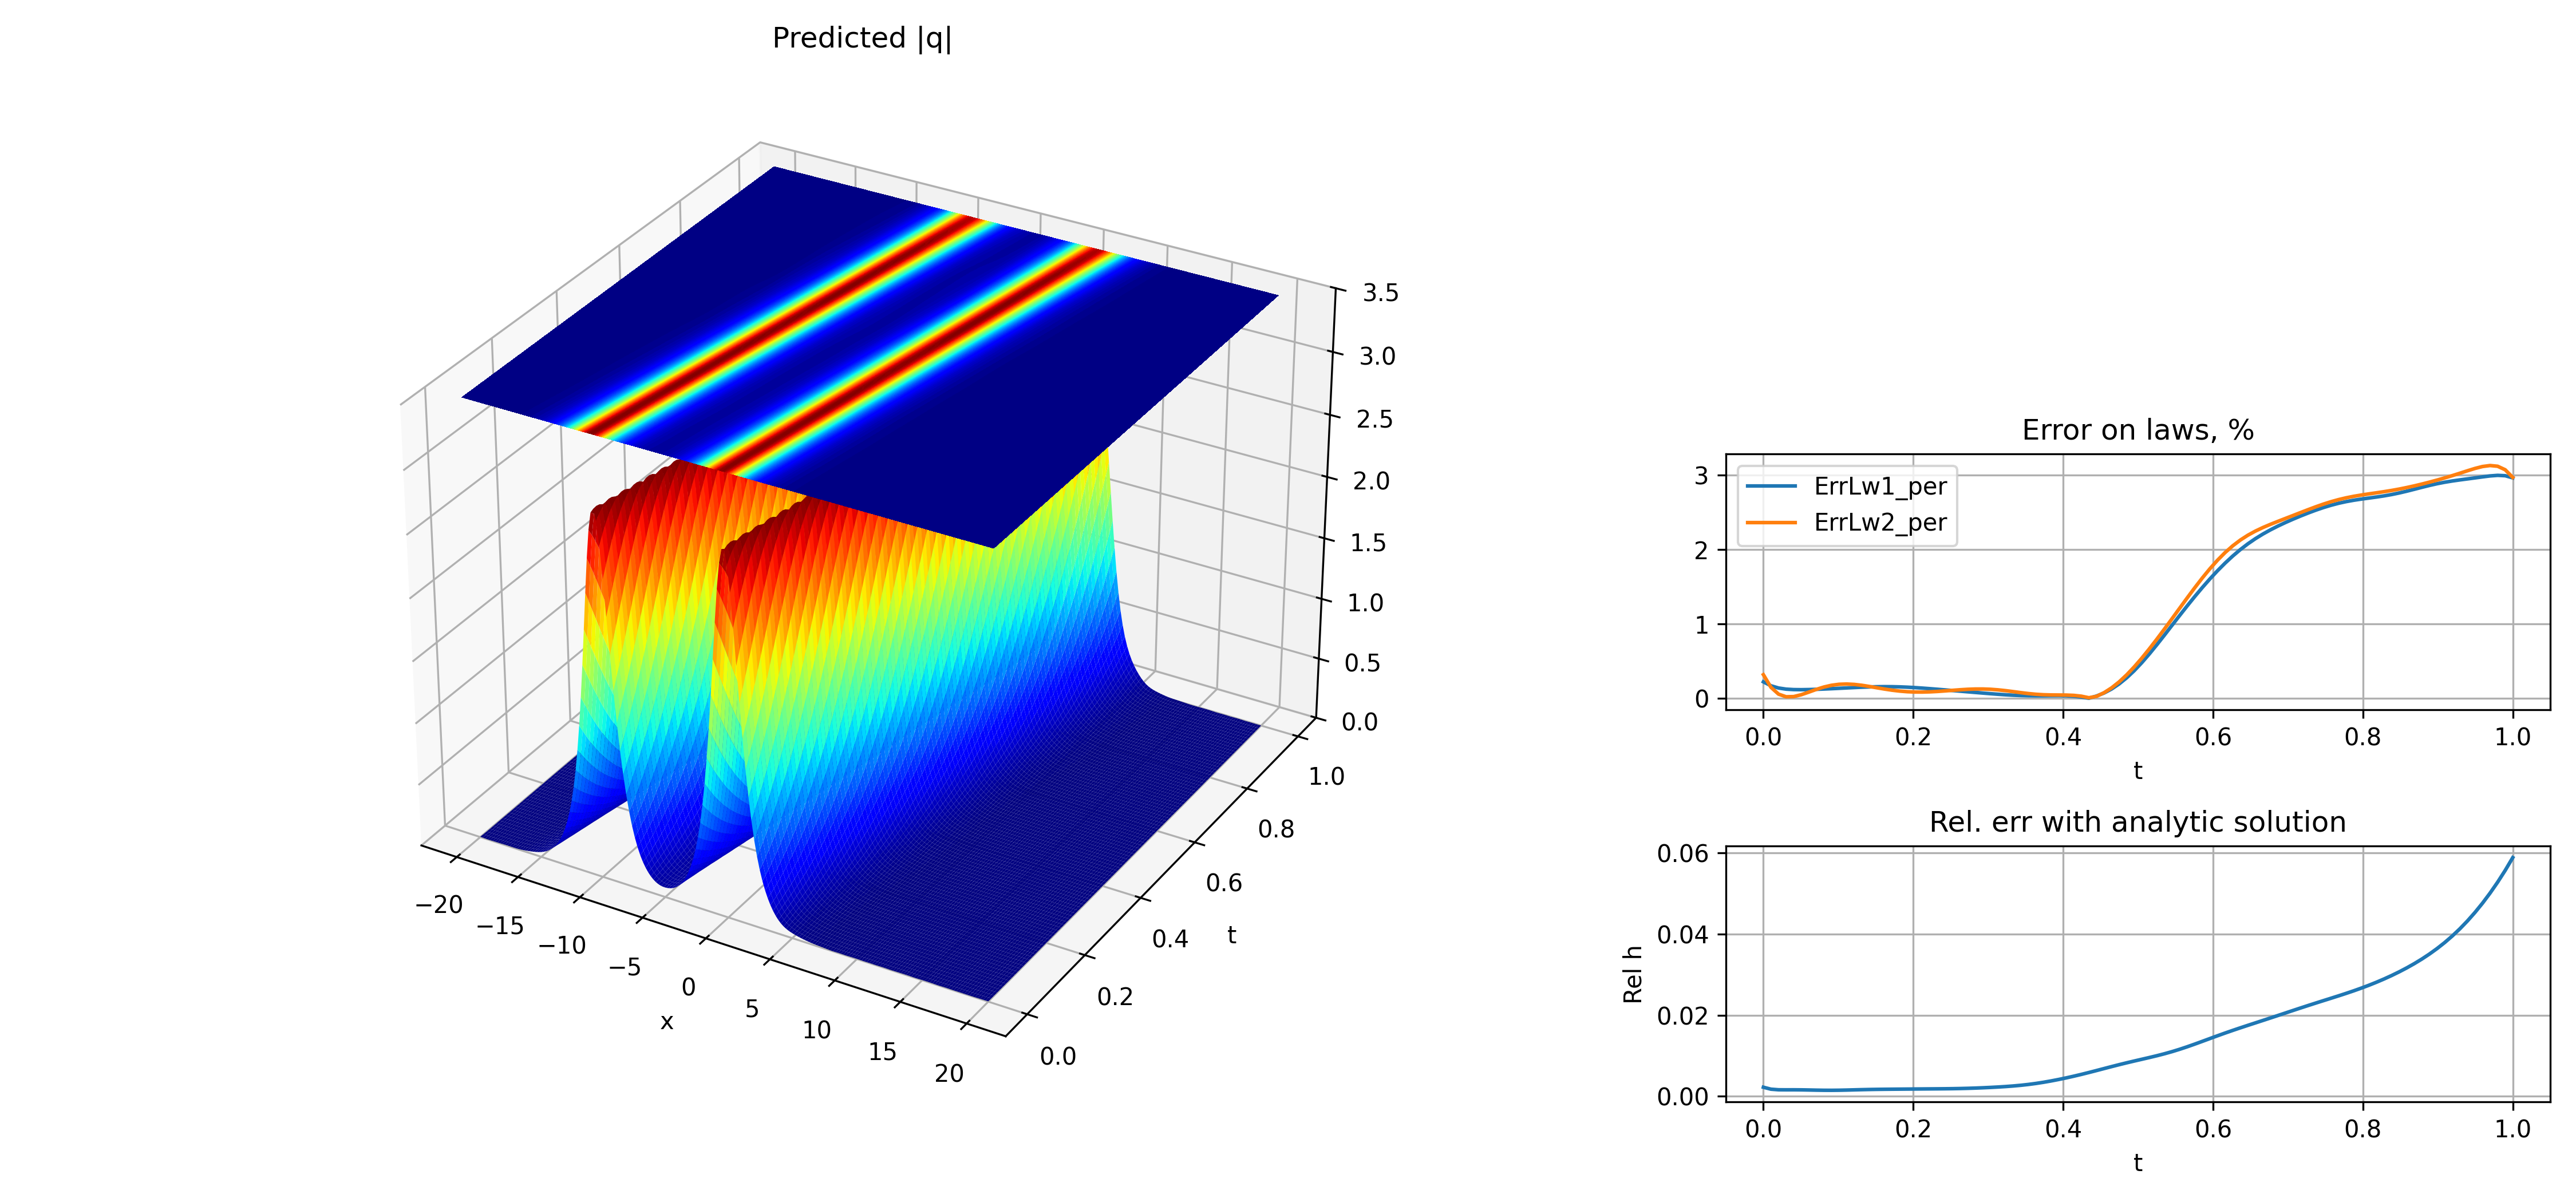 Predicted |q|
3.5
3.0
2.5
2.0
1.5
1.0
0.5
0.0
−20
−15
−10
−5
0
5
10
15
20
x
0.0
0.2
0.4
0.6
0.8
1.0
t
Error on laws, %
3
2
1
0
ErrLw1_per
ErrLw2_per
0.0 0.2 0.4 0.6 0.8 1.0
t
Rel. err with analytic solution
Rel h
0.06
0.04
0.02
0.00
0.0 0.2 0.4 0.6 0.8 1.0
t